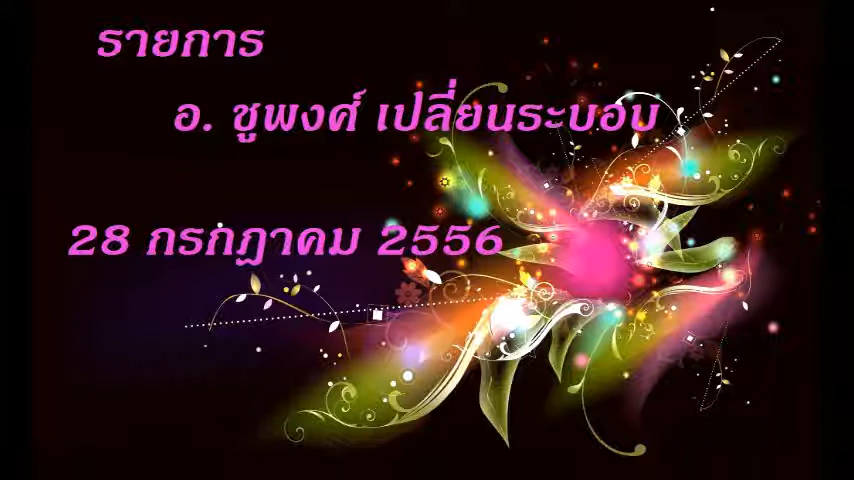 รายการ
อ. ชูพงศ์ เปลี่ยนระบอบ
28 กรกฎาคม 2556